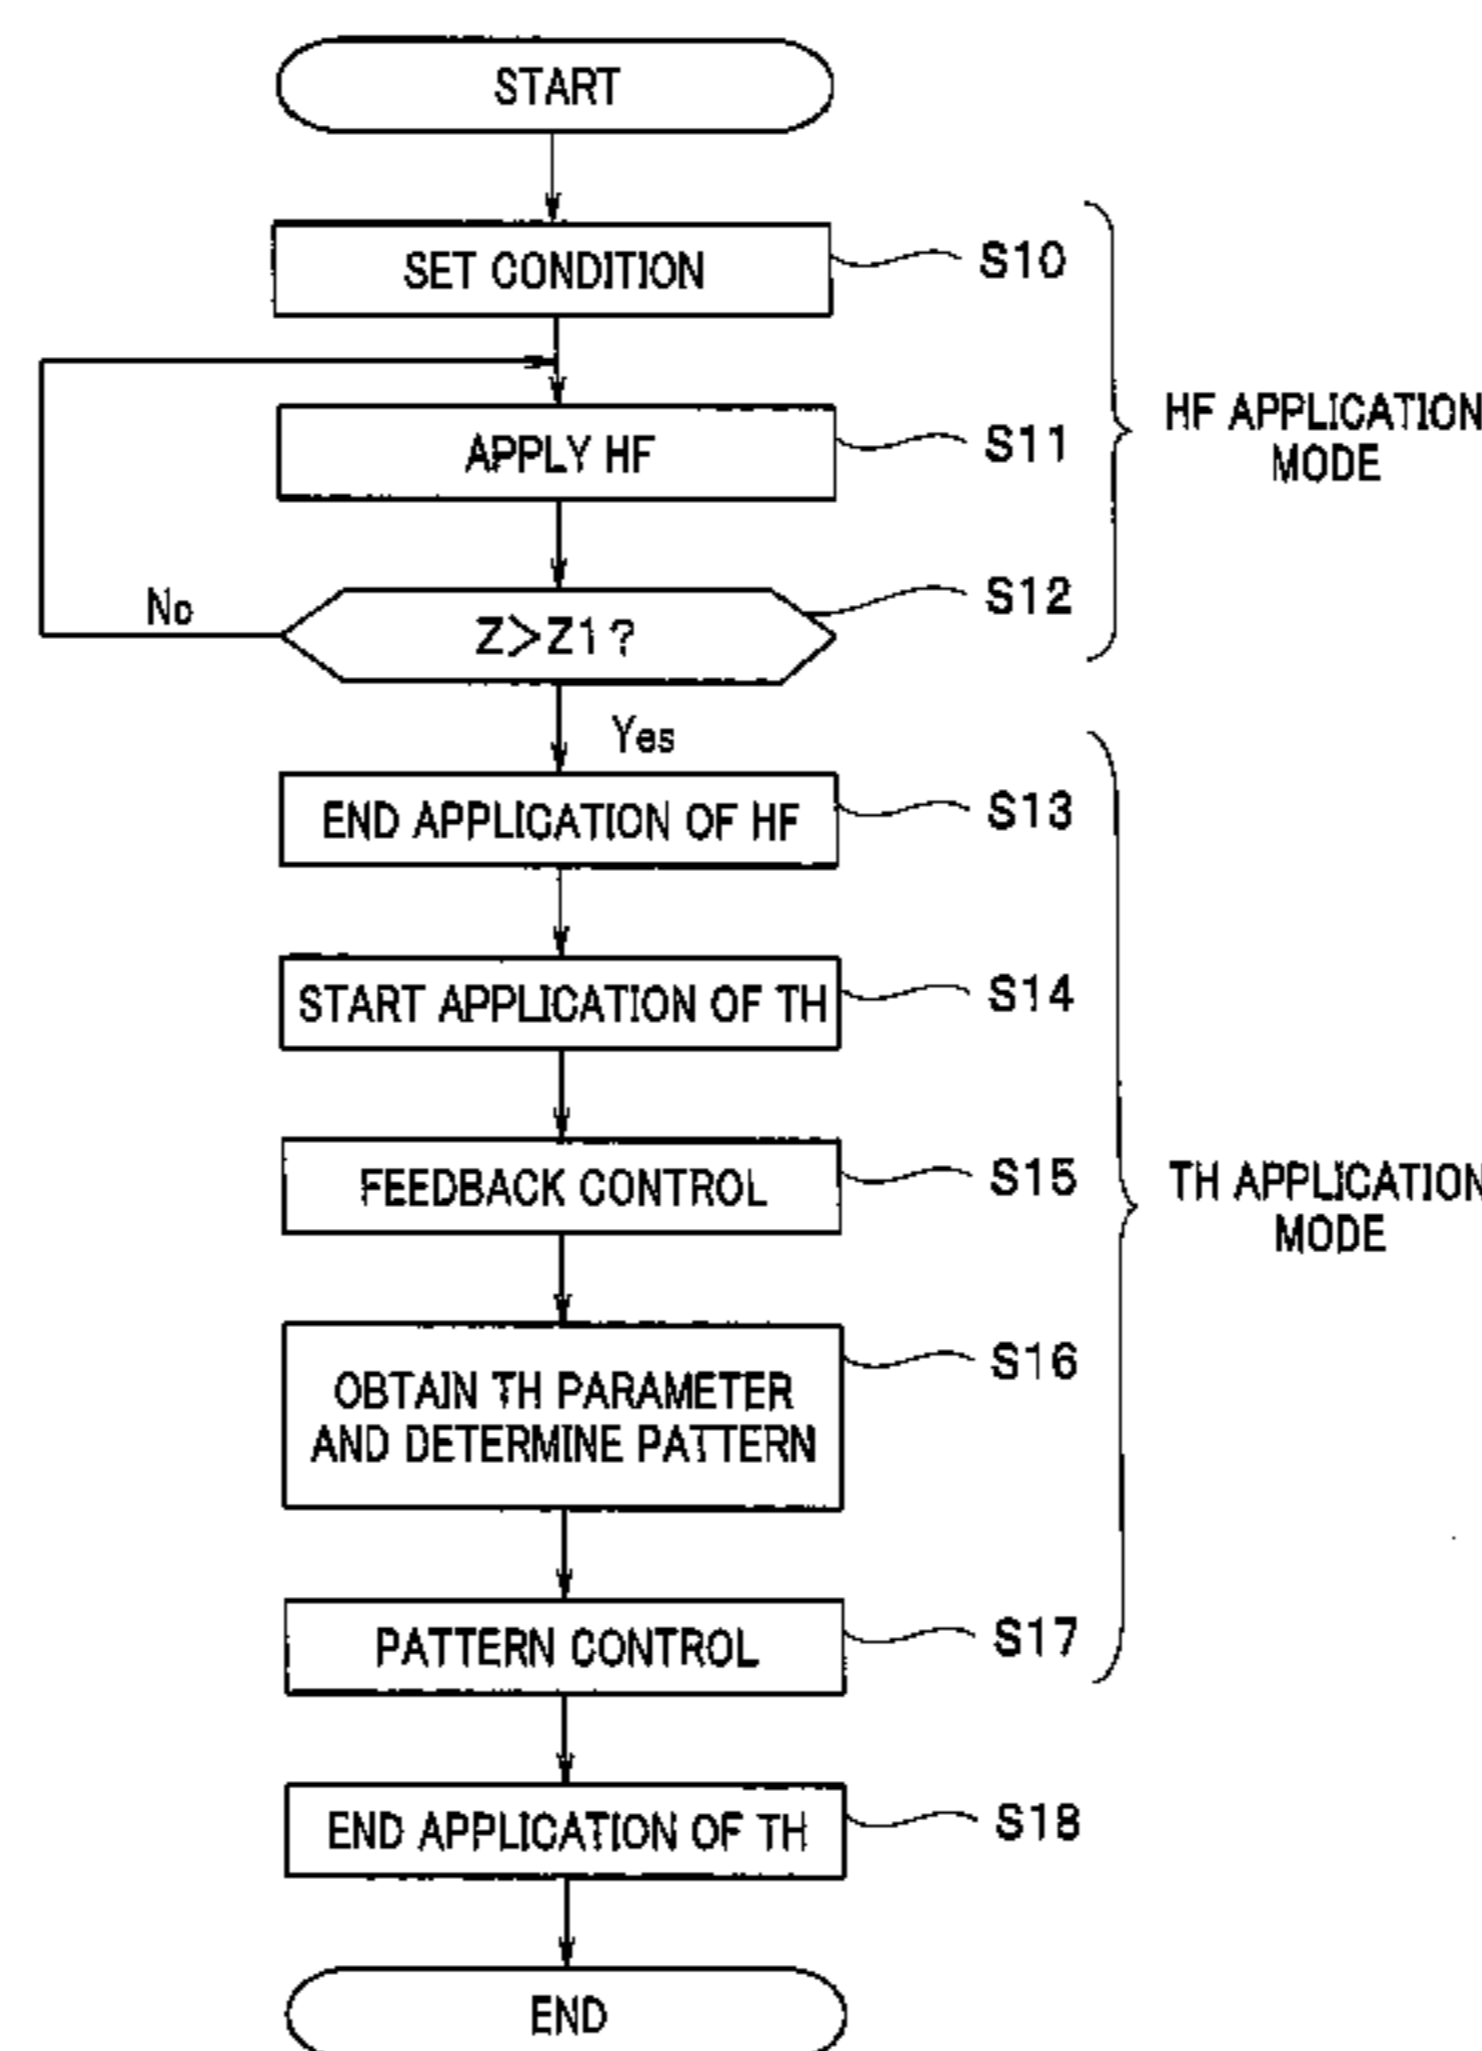 START
SET CONDITION
S10
APPLY HF
S11
HF APPLICATION
MODE
No
Z>Z1?
S12
Yes
END APPLICATION OF HF
S13
START APPLICATION OF TH
S14
FEEDBACK CONTROL
S15
TH APPLICATION
MODE
OBTAIN TH PARAMETER
AND DETERMINE PATTERN
S16
PATTERN CONTROL
S17
END APPLICATION OF TH
S18
END